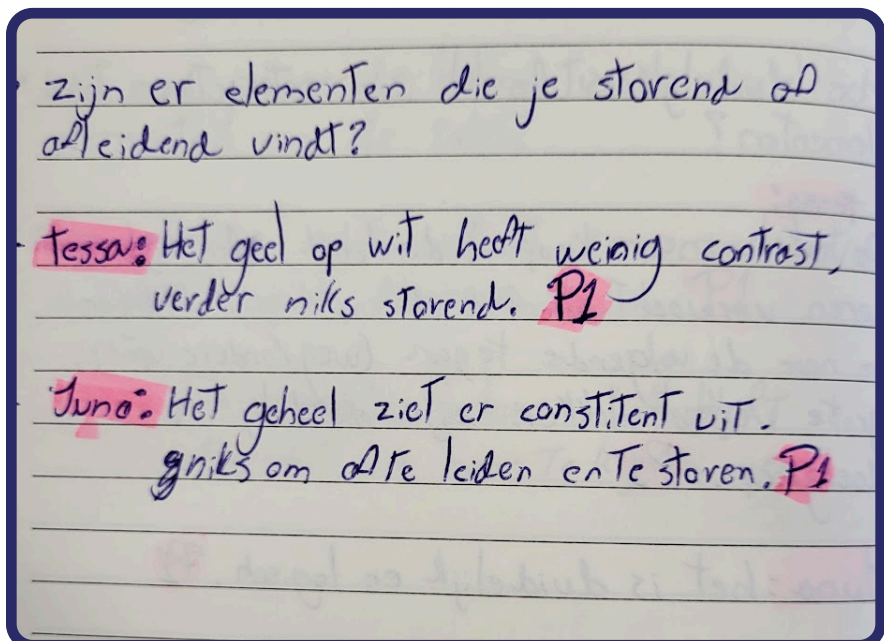 zijn er elementen die je storend of
afleidend vindt?
tessa: Het geel op wit heeft weinig contrast,
verder niks storend. P1
Juno: Het geheel ziet er constitent uit.
niks om af te leiden en te storen. P1